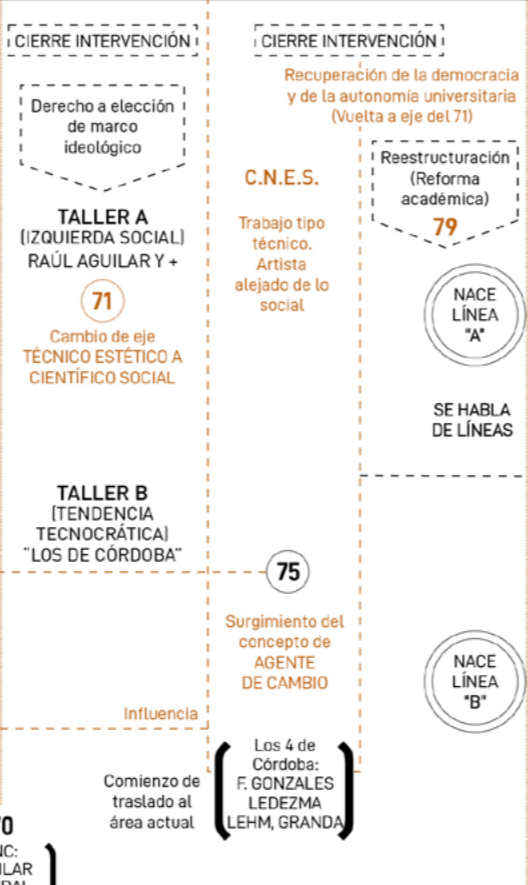 CIERRE INTERVENCIÓN
Derecho a elección
de marco
ideológico
TALLER A
(IZQUIERDA SOCIAL)
RAÚL AGUILAR Y +
71
Cambio de eje
TÉCNICO ESTÉTICO A
CIENTÍFICO SOCIAL
TALLER B
(TENDENCIA
TECNOCRÁTICA)
"LOS DE CÓRDOBA"
Influencia
Comienzo de
traslado al
área actual
CIERRE INTERVENCIÓN
Recuperación de la democracia
y de la autonomía universitaria
(Vuelta a eje del 71)
C.N.E.S.
Trabajo tipo
técnico.
Artista
alejado de lo
social
75
Surgimiento del
concepto de
AGENTE
DE CAMBIO
Los 4 de
Córdoba:
F. GONZALES
LEDEZMA
LEHM, GRANDA
Reestructuración
(Reforma
académica)
79
NACE
LÍNEA
"A"
SE HABLA
DE LÍNEAS
NACE
LÍNEA
"B"